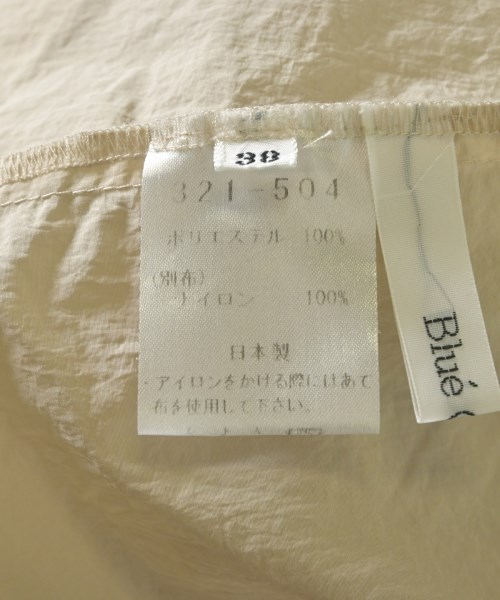 38
321-504
ポリエステル 100%
(別布)
ナイロン 100%
日本製
・アイロンをかける際にはあて
布を使用して下さい。
Blué